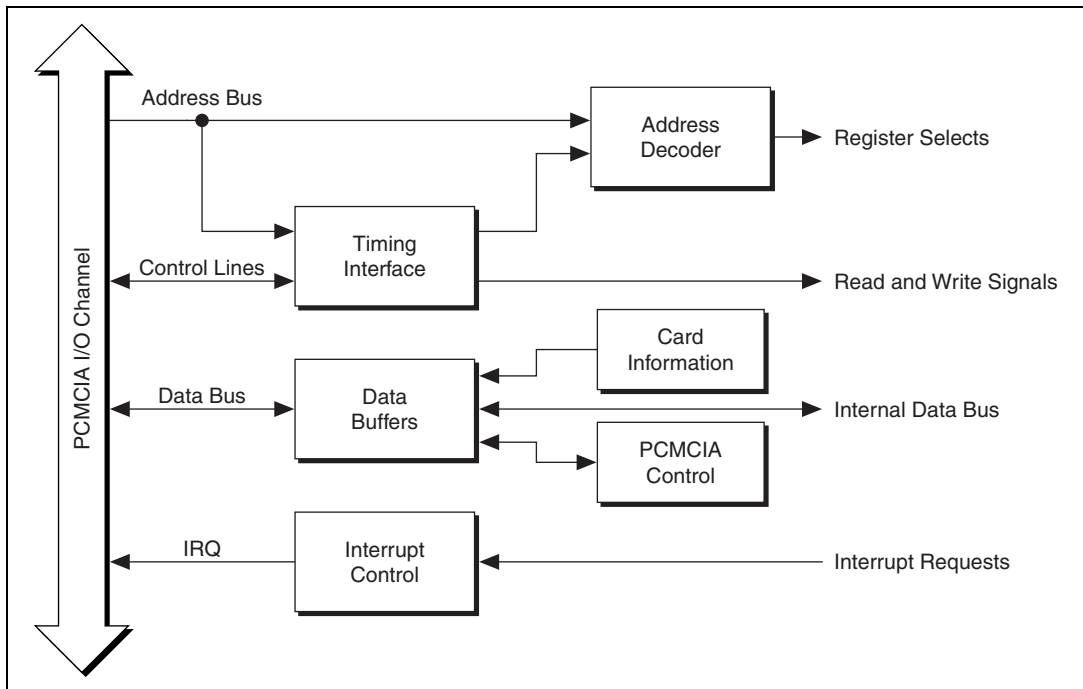 Address Bus
Address
Decoder
Register Selects
Timing
Interface
Control Lines
Read and Write Signals
PCMCIA I/O Channel
Card
Information
Data Bus
Data
Buffers
Internal Data Bus
PCMCIA
Control
IRQ
Interrupt
Control
Interrupt Requests